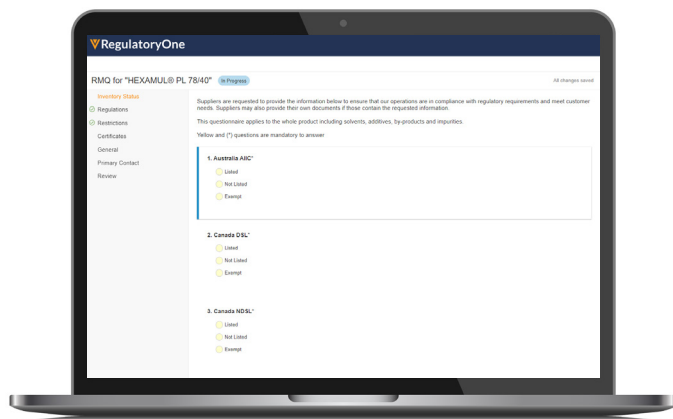 RegulatoryOne
RMQ for "HEXAMUL® PL 78/40" In Progress
All changes saved
Inventory Status
Regulations
Restrictions
Certificates
General
Primary Contact
Review
Suppliers are requested to provide the information below to ensure that our operations are in compliance with regulatory requirements and meet customer
needs. Suppliers may also provide their own documents if those contain the requested information.
This questionnaire applies to the whole product including solvents, additives, by-products and impurities.
Yellow and (*) questions are mandatory to answer
1. Australia AIIC*
Listed
Not Listed
Exempt
2. Canada DSL*
Listed
Not Listed
Exempt
3. Canada NDSL*
Listed
Not Listed
Exempt